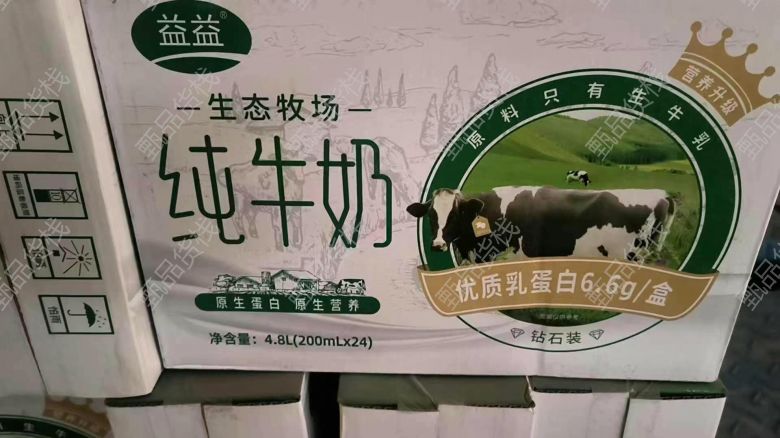 益益®
营养升级
原料只有生牛乳
生态牧场
纯牛奶
优质乳蛋白6.6g/盒
原生蛋白 原生营养
钻石装
净含量: 4.8L(200mLx24)
甄品货栈